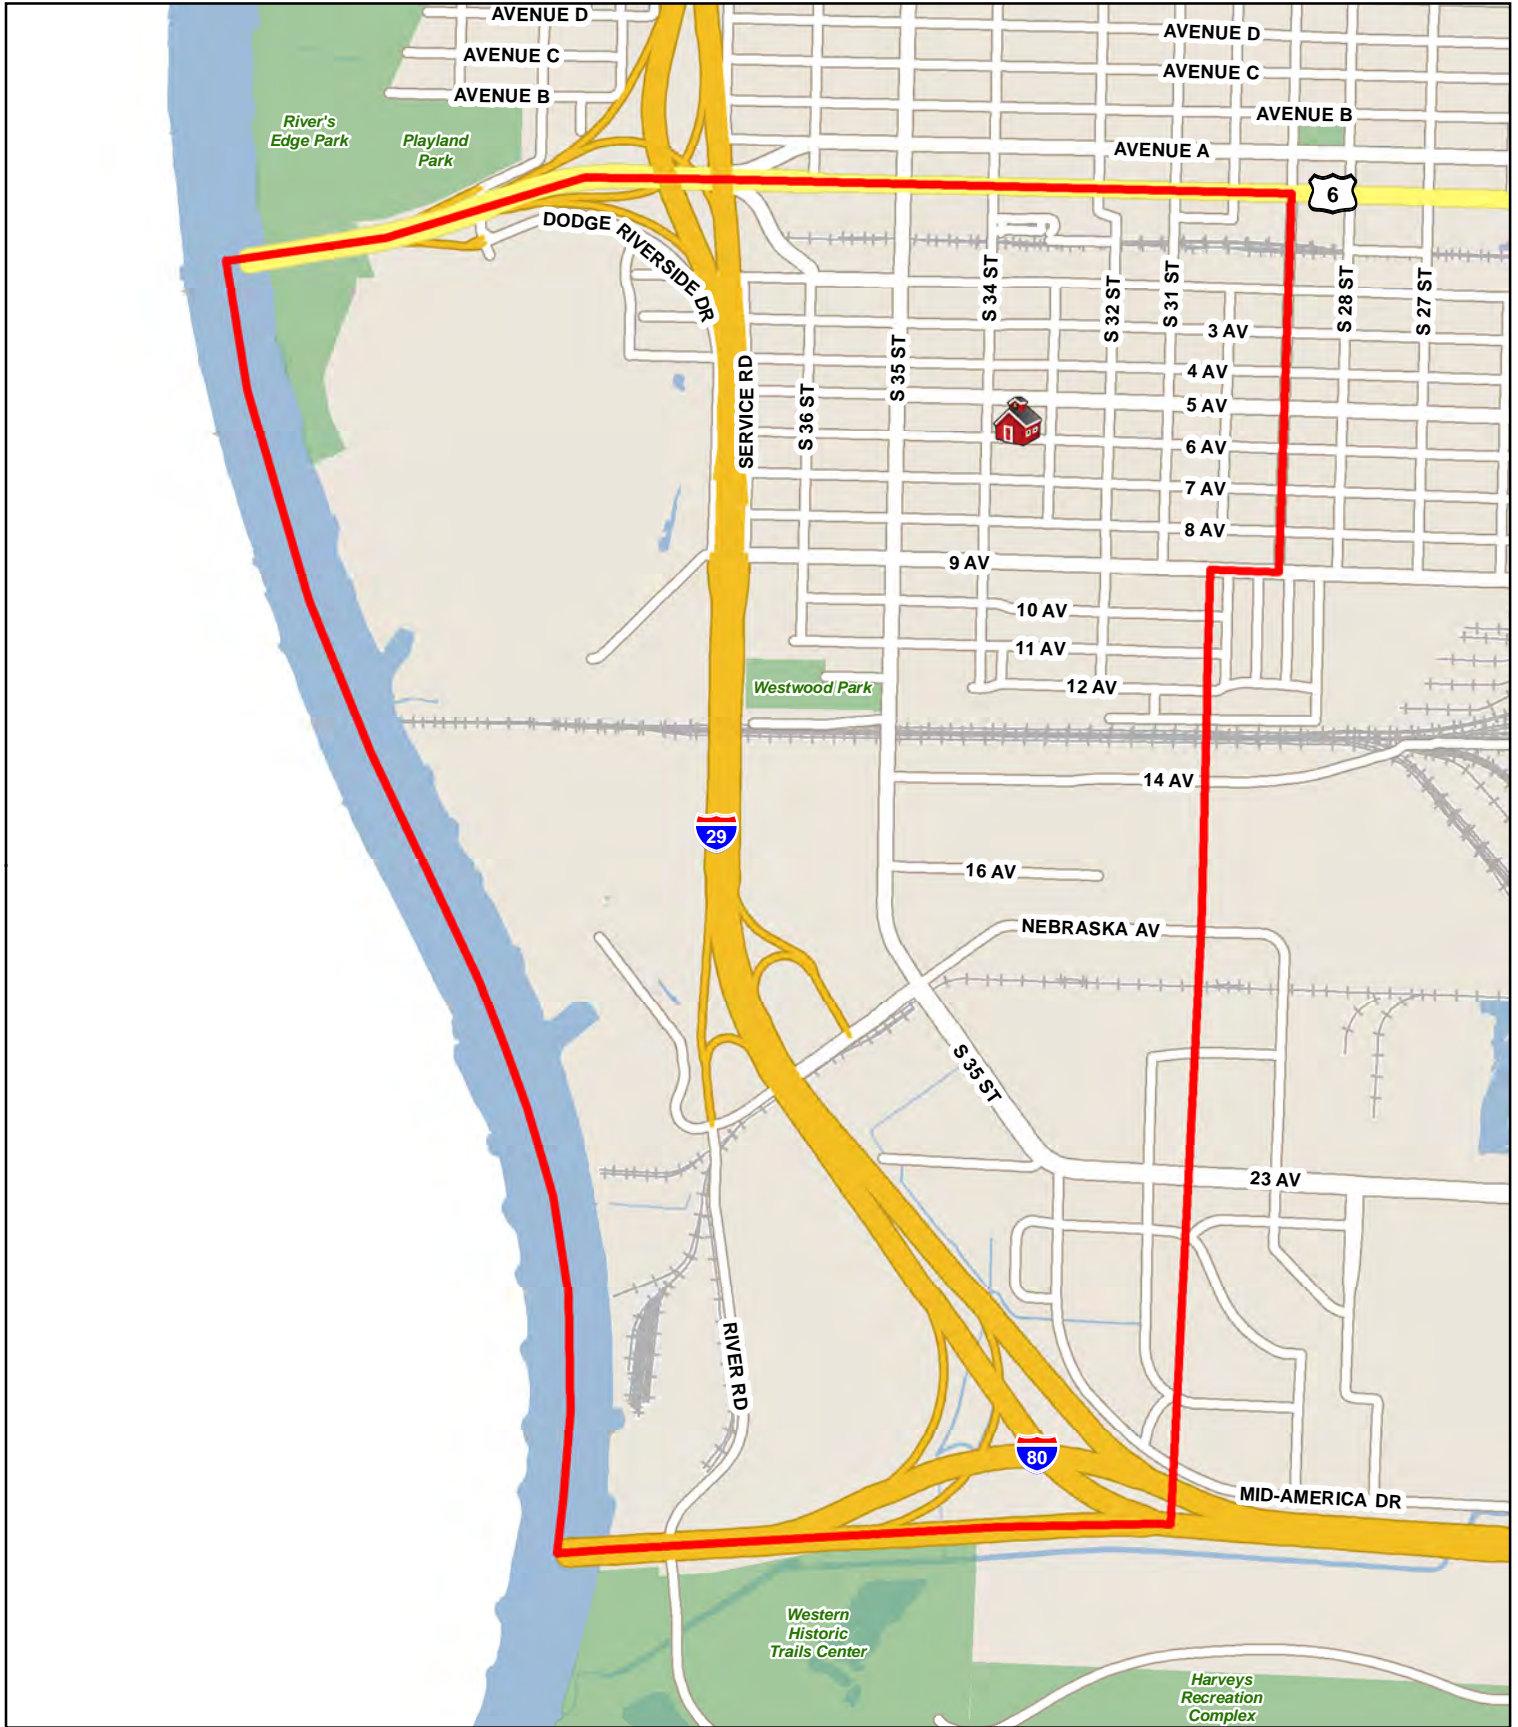 AVENUE D
AVENUE D
AVENUE C
AVENUE C
AVENUE B
AVENUE B
River's
Edge Park
Playland
Park
AVENUE A
6
DODGE RIVERSIDE DR
S 34 ST
S 32 ST
S 31 ST
S 28 ST
S 27 ST
3 AV
S 35 ST
4 AV
SERVICE RD
S 36 ST
5 AV
6 AV
7 AV
8 AV
9 AV
10 AV
11 AV
Westwood Park
12 AV
14 AV
29
16 AV
NEBRASKA AV
S 35 ST
23 AV
RIVER RD
80
MID-AMERICA DR
Western
Historic
Trails Center
Harveys
Recreation
Complex